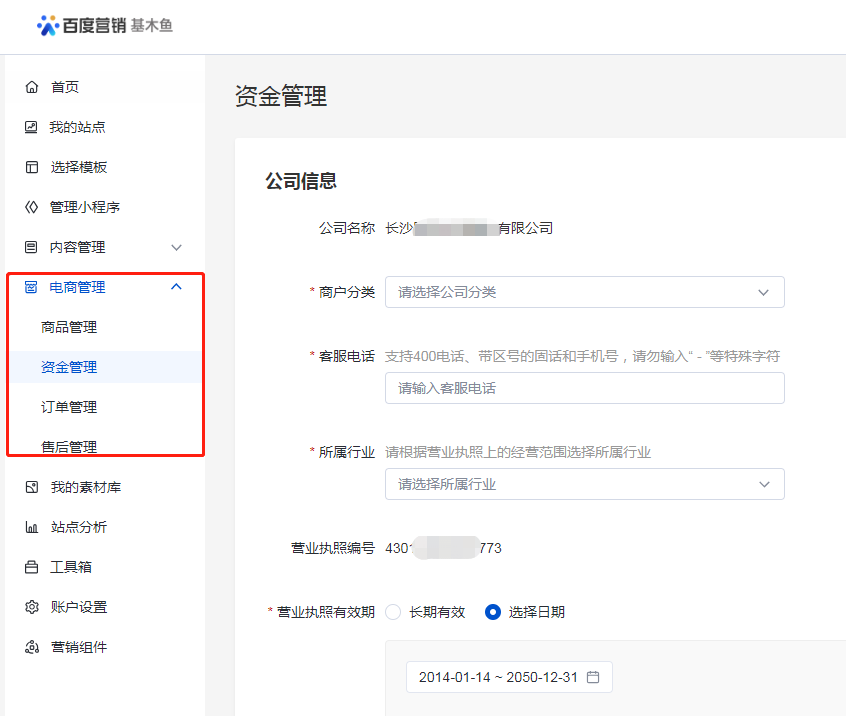 百度营销 基木鱼
首页
我的站点
选择模板
管理小程序
内容管理
电商管理
商品管理
资金管理
订单管理
售后管理
我的素材库
站点分析
工具箱
账户设置
营销组件
资金管理
公司信息
公司名称 长沙 有限公司
* 商户分类 请选择公司分类
* 客服电话 支持400电话、带区号的固话和手机号，请勿输入“ - ”等特殊字符
请输入客服电话
* 所属行业 请根据营业执照上的经营范围选择所属行业
请选择所属行业
营业执照编号 430 773
* 营业执照有效期 长期有效 选择日期
2014-01-14 ~ 2050-12-31